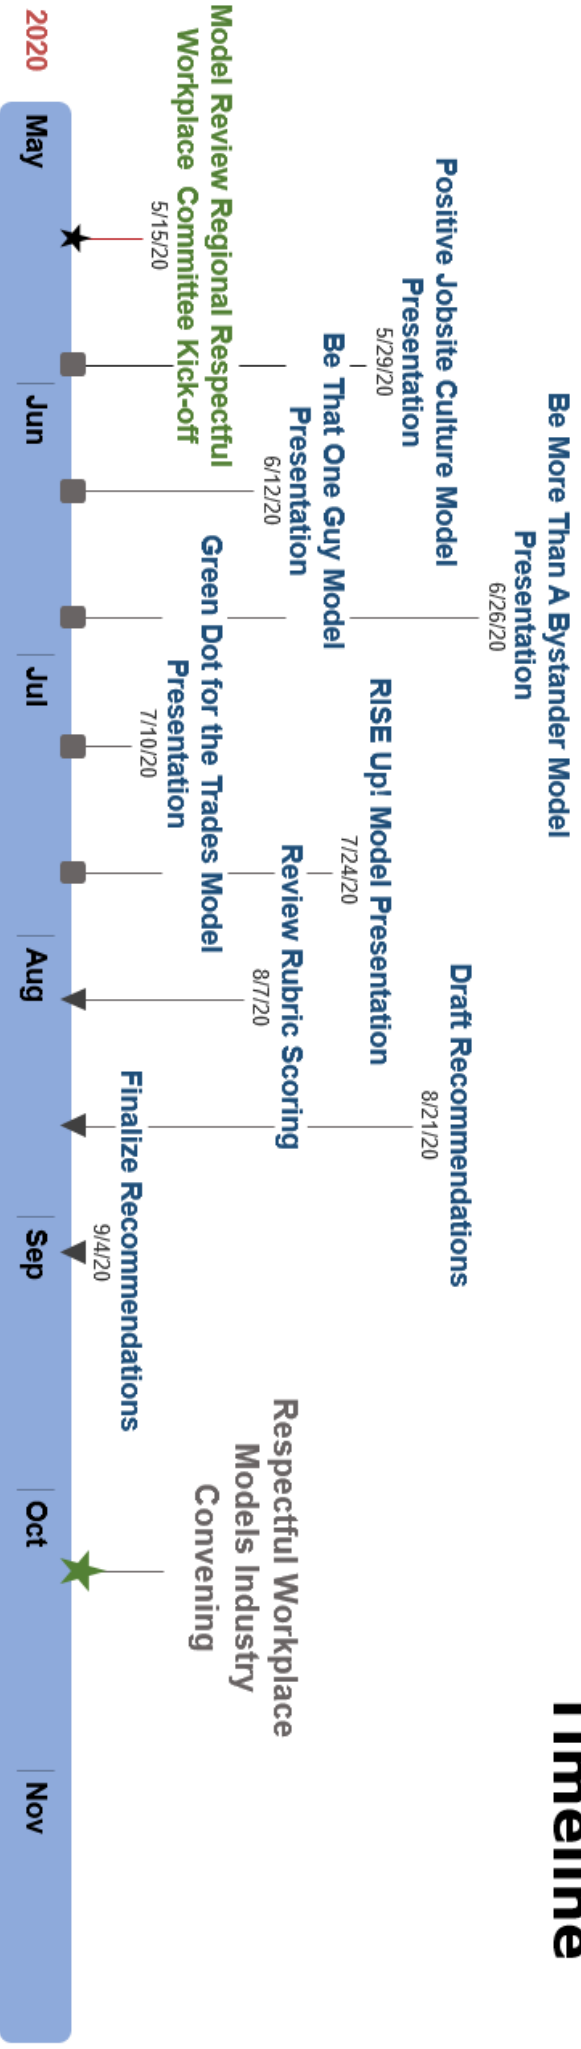 Timeline
Be More Than A Bystander Model
Presentation
6/26/20
Positive Jobsite Culture Model
Presentation
5/29/20
Draft Recommendations
8/21/20
RISE Up! Model Presentation
7/24/20
Be That One Guy Model
Presentation
6/12/20
Review Rubric Scoring
8/7/20
Respectful Workplace
Models Industry
Convening
Model Review Regional Respectful
Workplace Committee Kick-off
5/15/20
Green Dot for the Trades Model
Presentation
7/10/20
Finalize Recommendations
9/4/20
2020
May
Jun
Jul
Aug
Sep
Oct
Nov